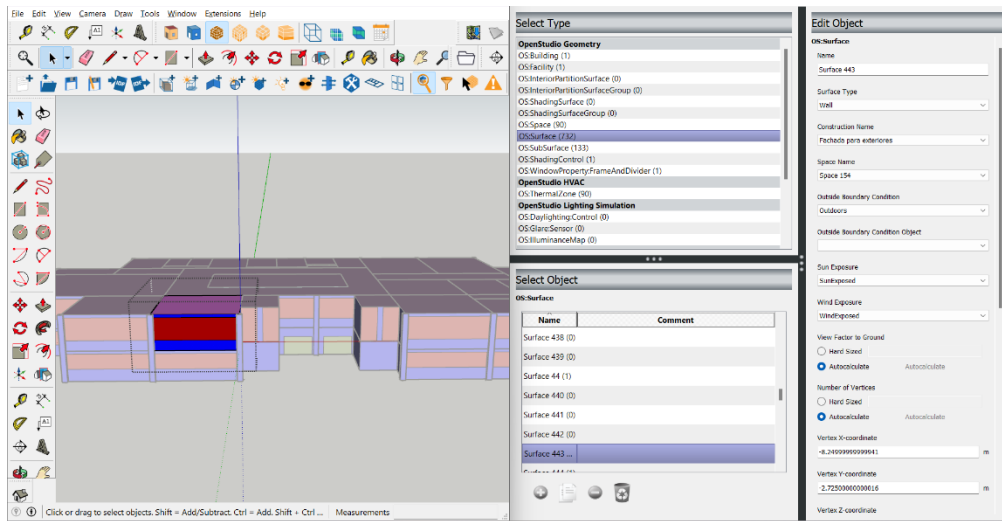 File Edit View Camera Draw Tools Window Extensions Help
Click or drag to select objects. Shift = Add/Subtract. Ctrl = Add. Shift + Ctrl ... Measurements
Select Type
OpenStudio Geometry
OS:Building (1)
OS:Facility (1)
OS:InteriorPartitionSurface (0)
OS:InteriorPartitionSurfaceGroup (0)
OS:ShadingSurface (0)
OS:ShadingSurfaceGroup (0)
OS:Space (90)
OS:Surface (732)
OS:SubSurface (133)
OS:ShadingControl (1)
OS:WindowProperty:FrameAndDivider (1)
OpenStudio HVAC
OS:ThermalZone (90)
OpenStudio Lighting Simulation
OS:Daylighting:Control (0)
OS:Glare:Sensor (0)
OS:IlluminanceMap (0)
Select Object
OS:Surface
Name Comment
Surface 438 (0)
Surface 439 (0)
Surface 44 (1)
Surface 440 (0)
Surface 441 (0)
Surface 442 (0)
Surface 443 ...
Edit Object
OS:Surface
Name
Surface 443
Surface Type
Wall
Construction Name
Fachada para exteriores
Space Name
Space 154
Outside Boundary Condition
Outdoors
Outside Boundary Condition Object
Sun Exposure
SunExposed
Wind Exposure
WindExposed
View Factor to Ground
Hard Sized
Autocalculate Autocalculate
Number of Vertices
Hard Sized
Autocalculate Autocalculate
Vertex X-coordinate
-8.24999999999941 m
Vertex Y-coordinate
-2.72500000000016 m
Vertex Z-coordinate